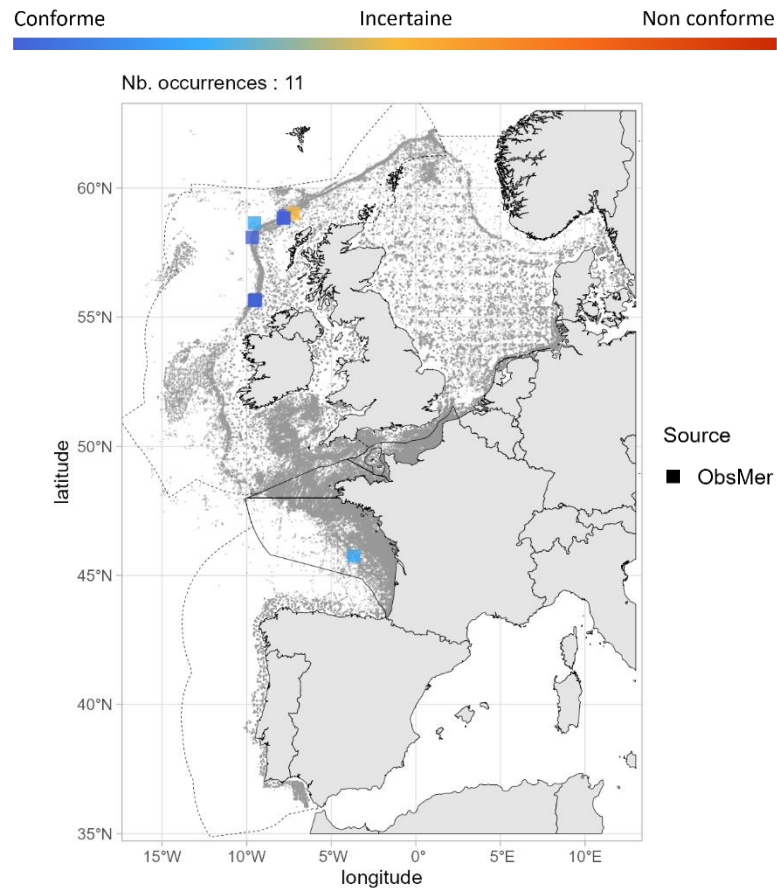 Conforme Incertaine Non conforme
Nb. occurrences : 11
60°N
55°N
50°N
45°N
40°N
35°N
latitude
15°W 10°W 5°W 0° 5°E 10°E
longitude
Source
ObsMer